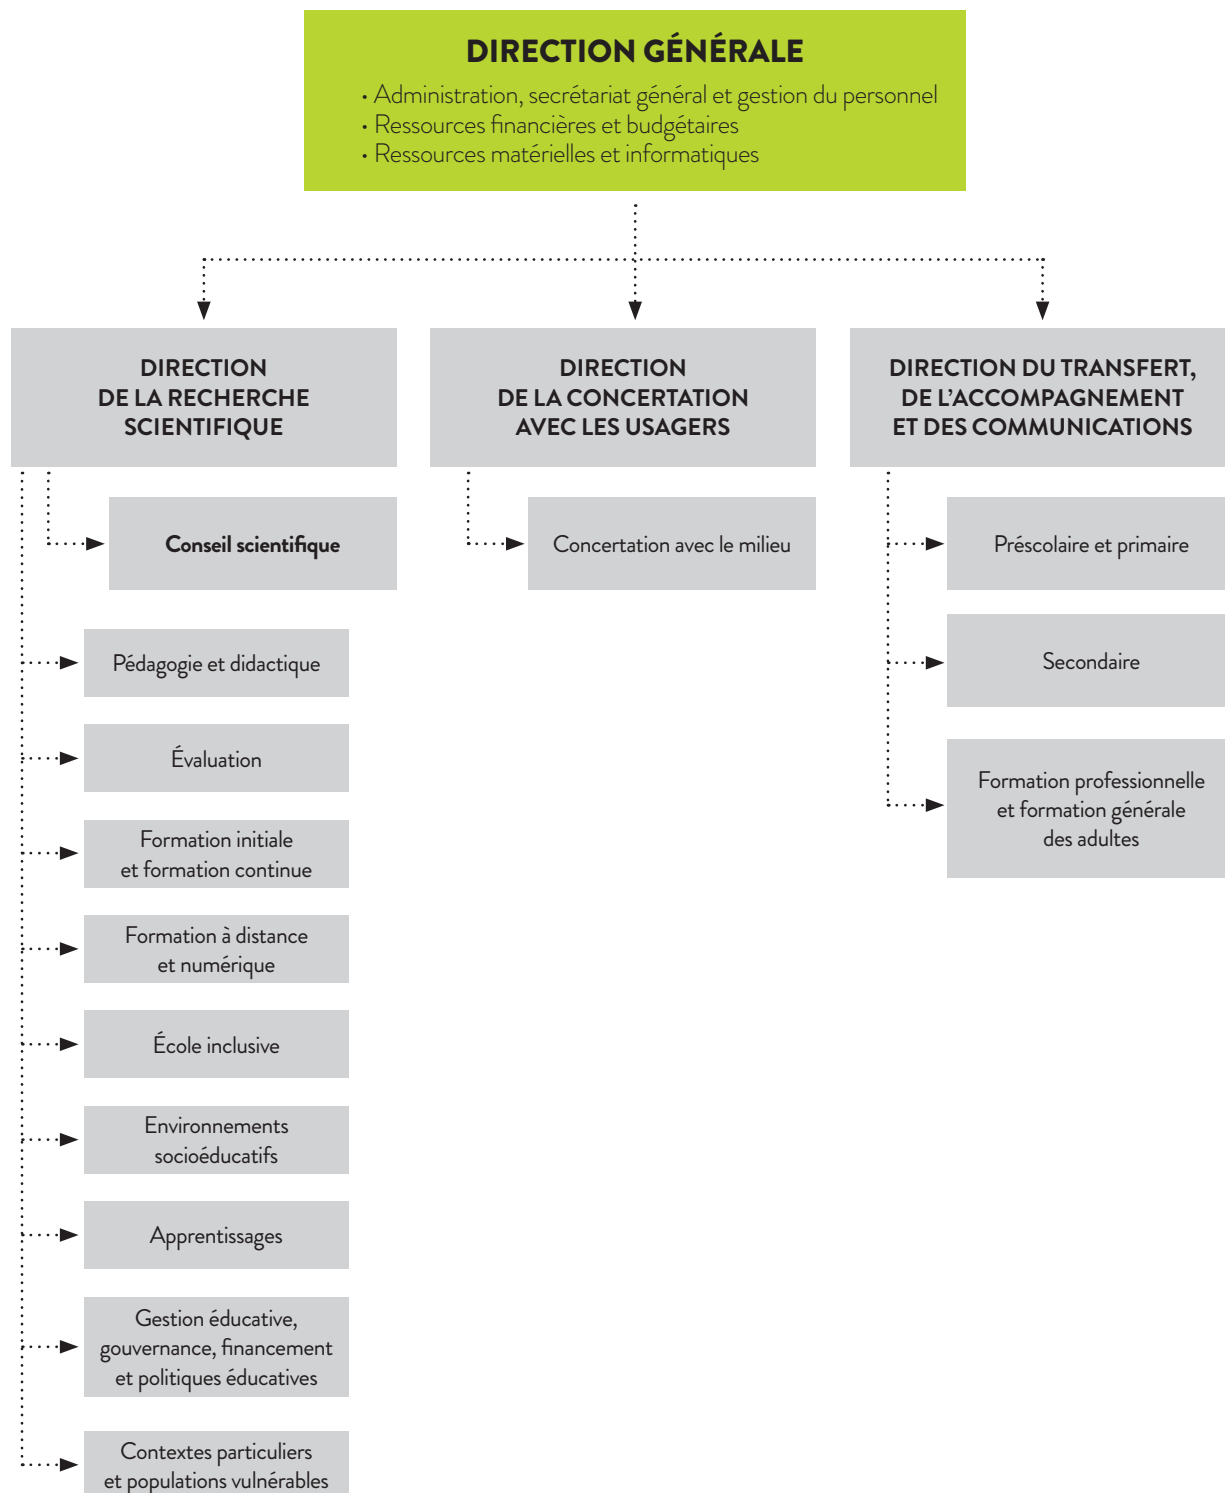 DIRECTION GÉNÉRALE
• Administration, secrétariat général et gestion du personnel
• Ressources financières et budgétaires
• Ressources matérielles et informatiques
DIRECTION
DE LA RECHERCHE
SCIENTIFIQUE
DIRECTION
DE LA CONCERTATION
AVEC LES USAGERS
DIRECTION DU TRANSFERT,
DE L’ACCOMPAGNEMENT
ET DES COMMUNICATIONS
Conseil scientifique
Pédagogie et didactique
Évaluation
Formation initiale
et formation continue
Formation à distance
et numérique
École inclusive
Environnements
socioéducatifs
Apprentissages
Gestion éducative,
gouvernance, financement
et politiques éducatives
Contextes particuliers
et populations vulnérables
Concertation avec le milieu
Préscolaire et primaire
Secondaire
Formation professionnelle
et formation générale
des adultes